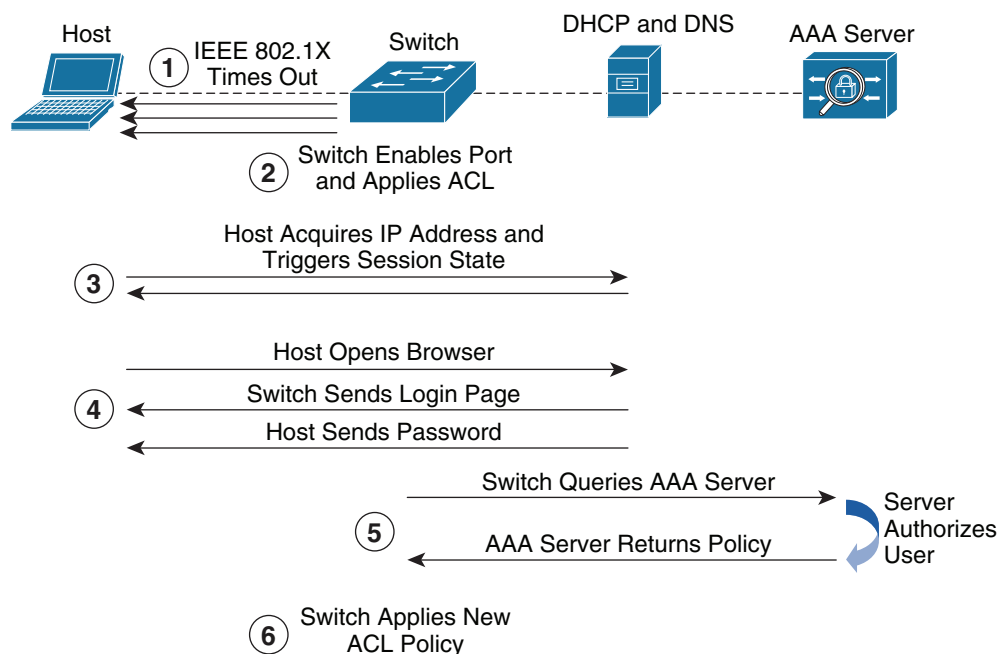 Host
Switch
DHCP and DNS
AAA Server
1
IEEE 802.1X
Times Out
2
Switch Enables Port
and Applies ACL
Host Acquires IP Address and
Triggers Session State
3
Host Opens Browser
Switch Sends Login Page
4
Host Sends Password
Switch Queries AAA Server
5
AAA Server Returns Policy
Server
Authorizes
User
6
Switch Applies New
ACL Policy